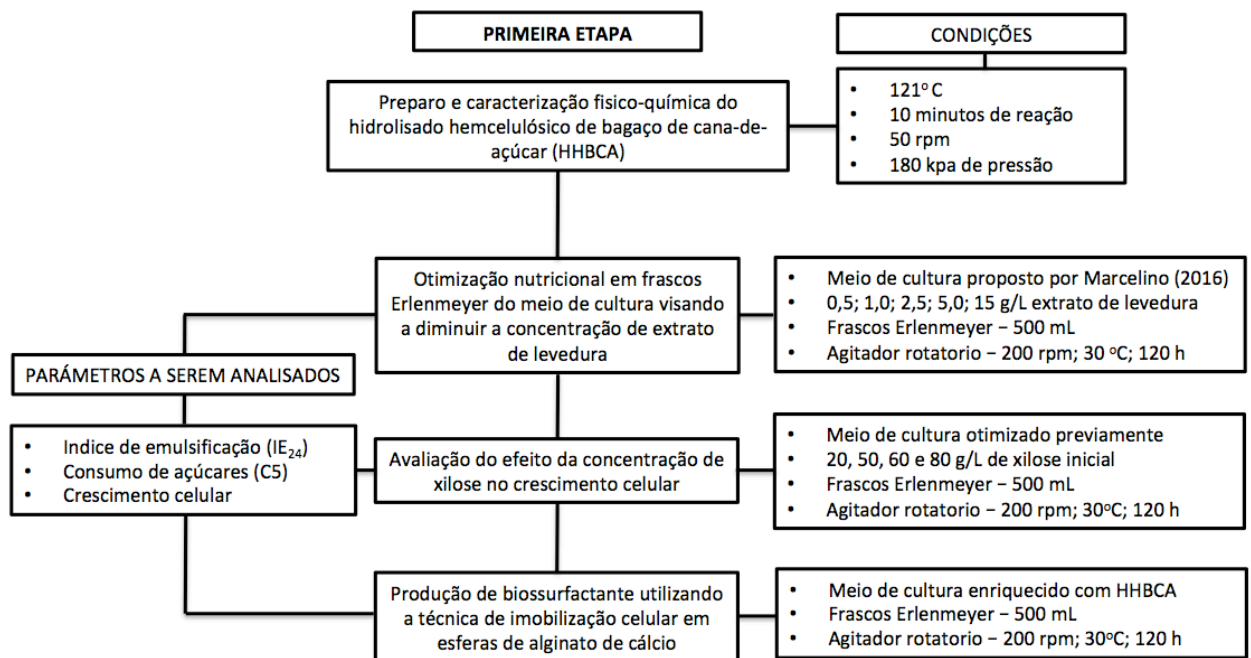 PRIMEIRA ETAPA
CONDIÇÕES
Preparo e caracterização fisico-química do
hidrolisado hemcelulósico de bagaço de cana-de-
açúcar (HHBCA)
• 121º C
• 10 minutos de reação
• 50 rpm
• 180 kpa de pressão
Otimização nutricional em frascos
Erlenmeyer do meio de cultura visando
a diminuir a concentração de extrato
de levedura
• Meio de cultura proposto por Marcelino (2016)
• 0,5; 1,0; 2,5; 5,0; 15 g/L extrato de levedura
• Frascos Erlenmeyer – 500 mL
• Agitador rotatorio – 200 rpm; 30 ºC; 120 h
PARÁMETROS A SEREM ANALISADOS
• Indice de emulsificação (IE24)
• Consumo de açúcares (C5)
• Crescimento celular
Avaliação do efeito da concentração de
xilose no crescimento celular
• Meio de cultura otimizado previamente
• 20, 50, 60 e 80 g/L de xilose inicial
• Frascos Erlenmeyer – 500 mL
• Agitador rotatorio – 200 rpm; 30ºC; 120 h
Produção de biossurfactante utilizando
a técnica de imobilização celular em
esferas de alginato de cálcio
• Meio de cultura enriquecido com HHBCA
• Frascos Erlenmeyer – 500 mL
• Agitador rotatorio – 200 rpm; 30ºC; 120 h